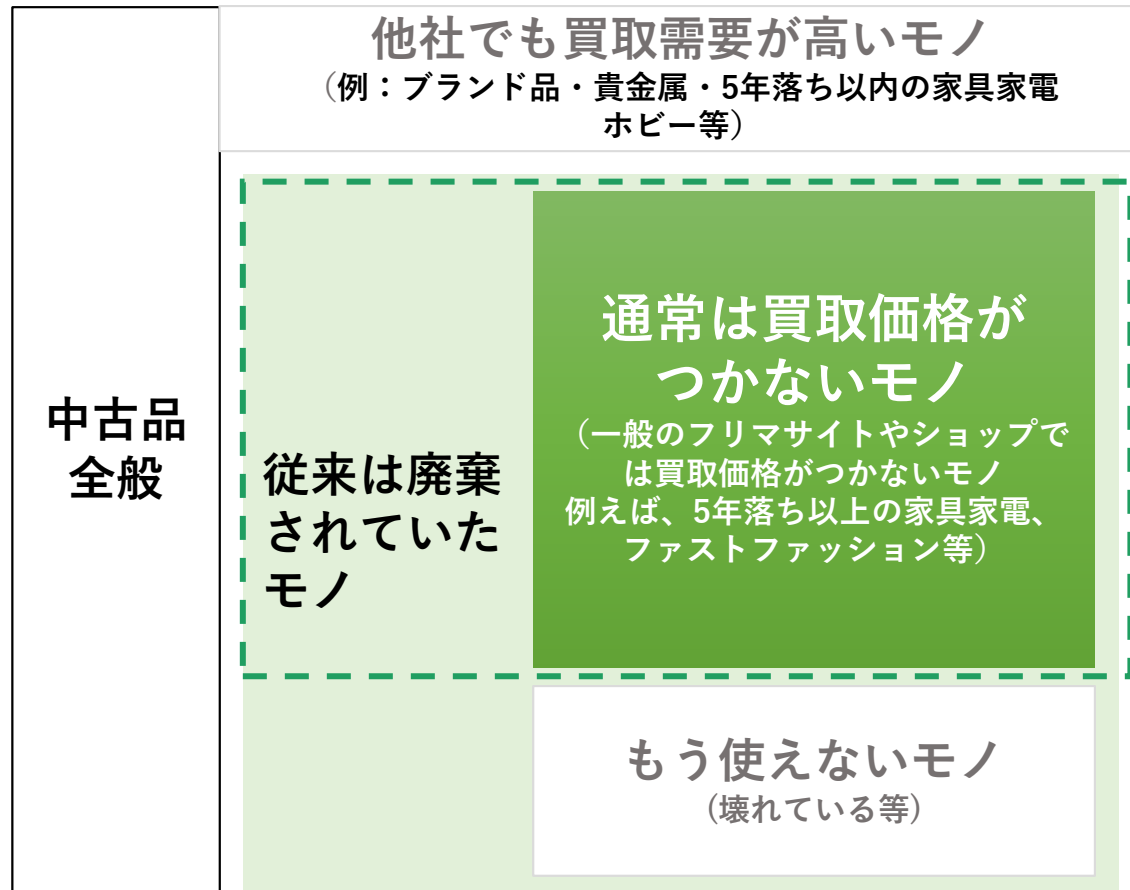 他社でも買取需要が高いモノ
（例：ブランド品・貴金属・5年落ち以内の家具家電
ホビー等）
中古品
全般
従来は廃棄
されていた
モノ
通常は買取価格が
つかないモノ
（一般のフリマサイトやショップで
は買取価格がつかないモノ
例えば、5年落ち以上の家具家電、
ファストファッション等）
もう使えないモノ
（壊れている等）